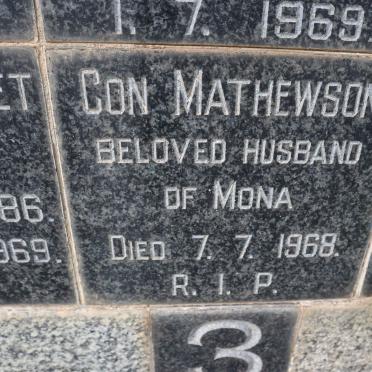 1. 7. 1969.
ET
86.
969.
CON MATHEWSON
BELOVED HUSBAND
OF MONA
DIED 7. 7. 1968.
R. I. P.
3